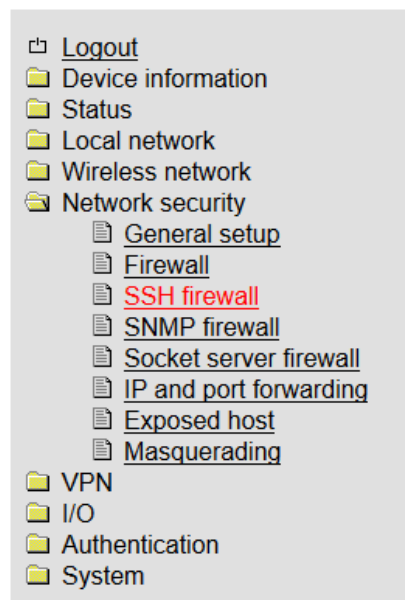 Logout
Device information
Status
Local network
Wireless network
Network security
General setup
Firewall
SSH firewall
SNMP firewall
Socket server firewall
IP and port forwarding
Exposed host
Masquerading
VPN
I/O
Authentication
System